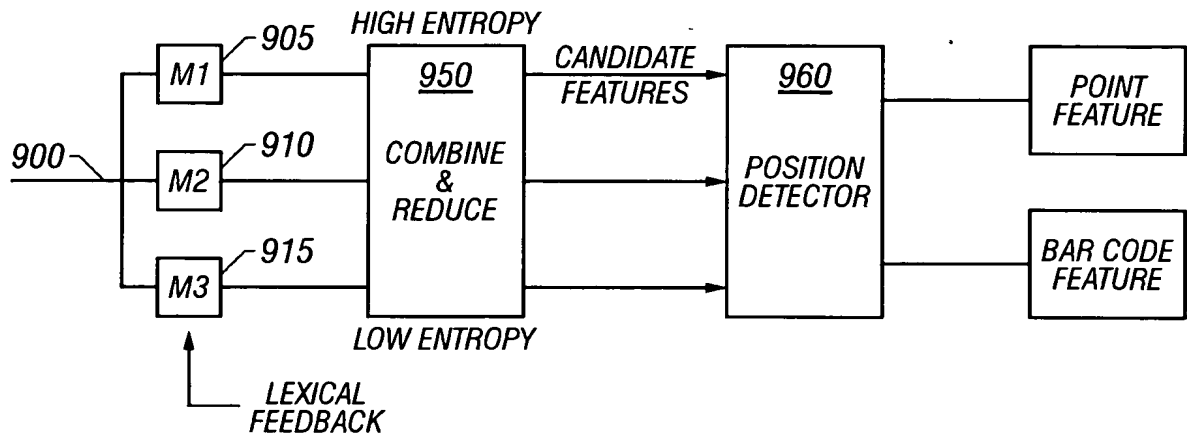 900
M1
905
M2
910
M3
915
LEXICAL
FEEDBACK
HIGH ENTROPY
950
COMBINE
&
REDUCE
LOW ENTROPY
CANDIDATE
FEATURES
960
POSITION
DETECTOR
POINT
FEATURE
BAR CODE
FEATURE